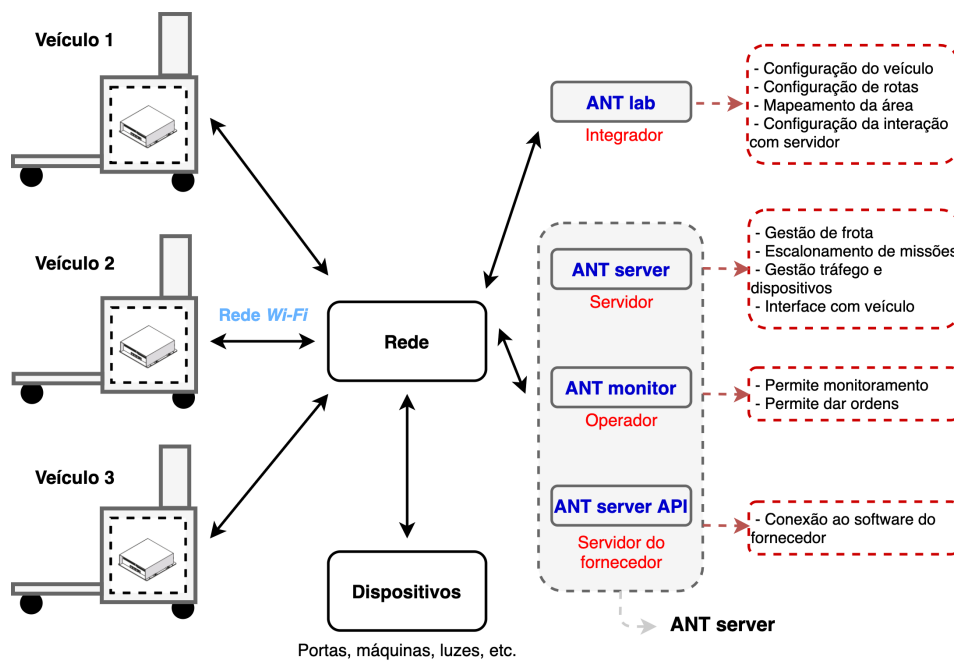 Veículo 1
Veículo 2
Rede Wi-Fi
Veículo 3
Rede
Dispositivos
Portas, máquinas, luzes, etc.
ANT lab
Integrador
- Configuração do veículo
- Configuração de rotas
- Mapeamento da área
- Configuração da interação
com servidor
ANT server
Servidor
- Gestão de frota
- Escalonamento de missões
- Gestão tráfego e
dispositivos
- Interface com veículo
ANT monitor
Operador
- Permite monitoramento
- Permite dar ordens
ANT server API
Servidor do
fornecedor
- Conexão ao software do
fornecedor
ANT server